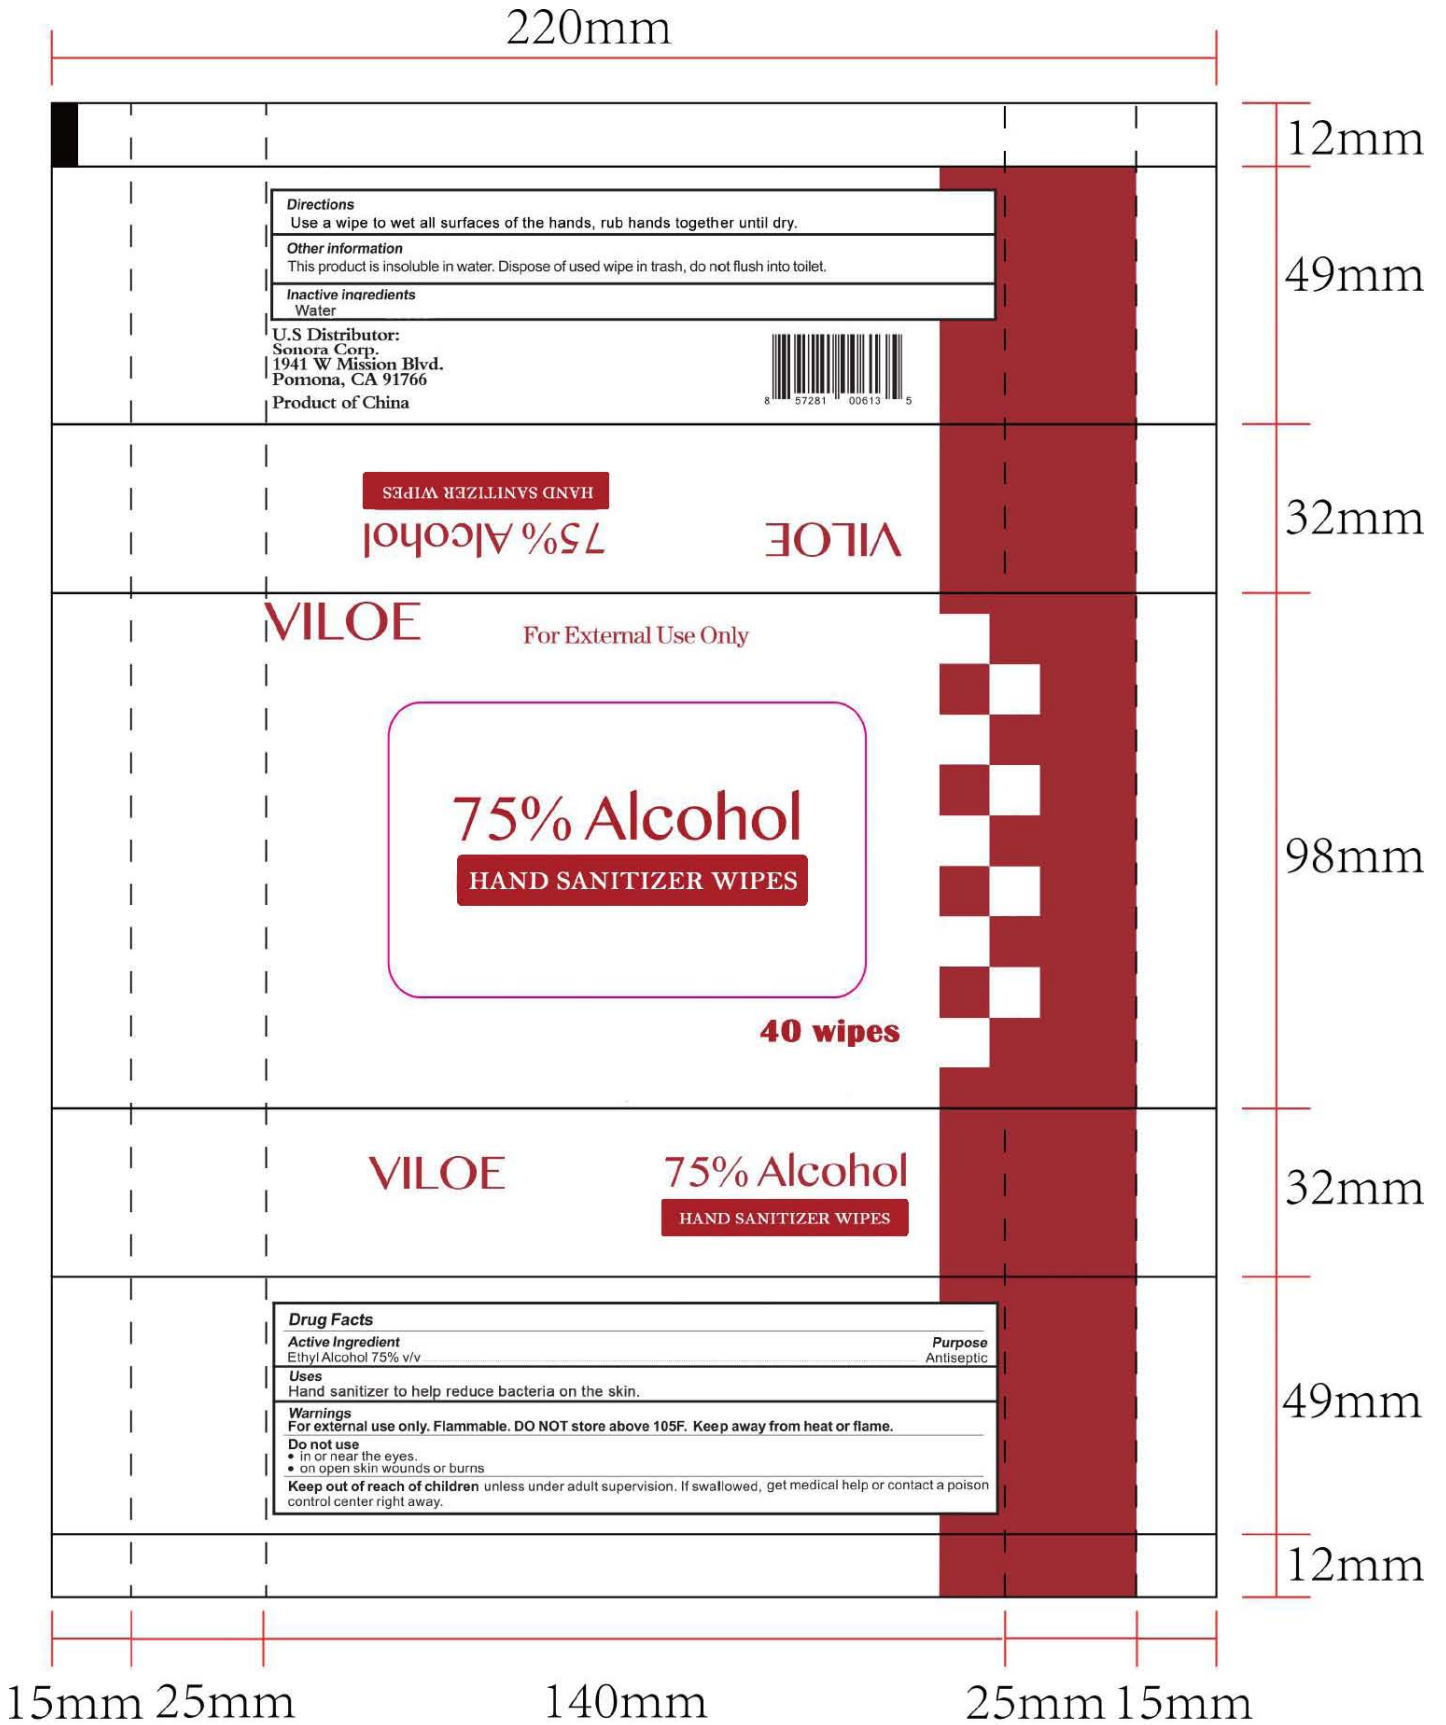 220mm
12mm
Directions
Use a wipe to wet all surfaces of the hands, rub hands together until dry.
Other information
This product is insoluble in water. Dispose of used wipe in trash, do not flush into toilet.
Inactive ingredients
Water
49mm
U.S Distributor:
Sonora Corp.
1941 W Mission Blvd.
Pomona, CA 91766
Product of China
8 57281 00613 5
HAND SANITIZER WIPES
75% Alcohol
VILOE
32mm
VILOE
For External Use Only
75% Alcohol
HAND SANITIZER WIPES
98mm
40 wipes
VILOE
75% Alcohol
HAND SANITIZER WIPES
32mm
Drug Facts
Active Ingredient Purpose
Ethyl Alcohol 75% v/v Antiseptic
Uses
Hand sanitizer to help reduce bacteria on the skin.
Warnings
For external use only. Flammable. DO NOT store above 105F. Keep away from heat or flame.
Do not use
• in or near the eyes.
• on open skin wounds or burns
Keep out of reach of children unless under adult supervision. If swallowed, get medical help or contact a poison
control center right away.
49mm
12mm
15mm 25mm 140mm 25mm 15mm